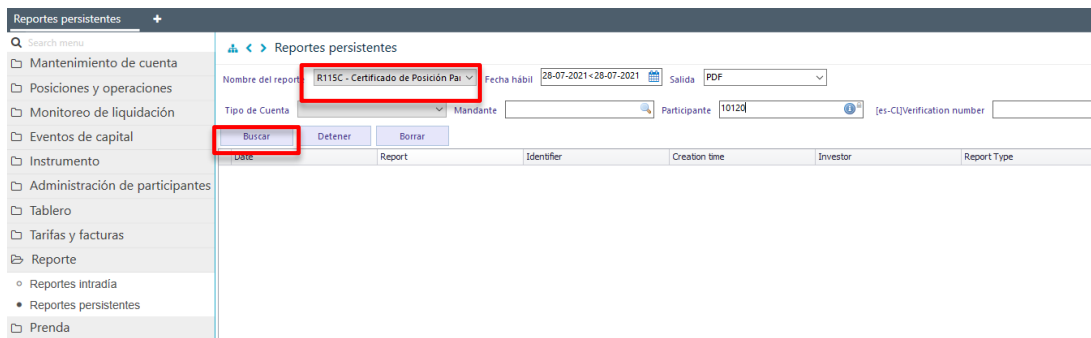 Reportes persistentes +
Search menu
Mantenimiento de cuenta
Posiciones y operaciones
Monitoreo de liquidación
Eventos de capital
Instrumento
Administración de participantes
Tablero
Tarifas y facturas
Reporte
Reportes intradía
Reportes persistentes
Prenda
Reportes persistentes
Nombre del reporte R115C - Certificado de Posición Par Fecha hábil 28-07-2021<28-07-2021 Salida PDF
Tipo de Cuenta Mandante Participante 10120 [es-CL]Verification number
Buscar Detener Borrar
Date Report Identifier Creation time Investor Report Type